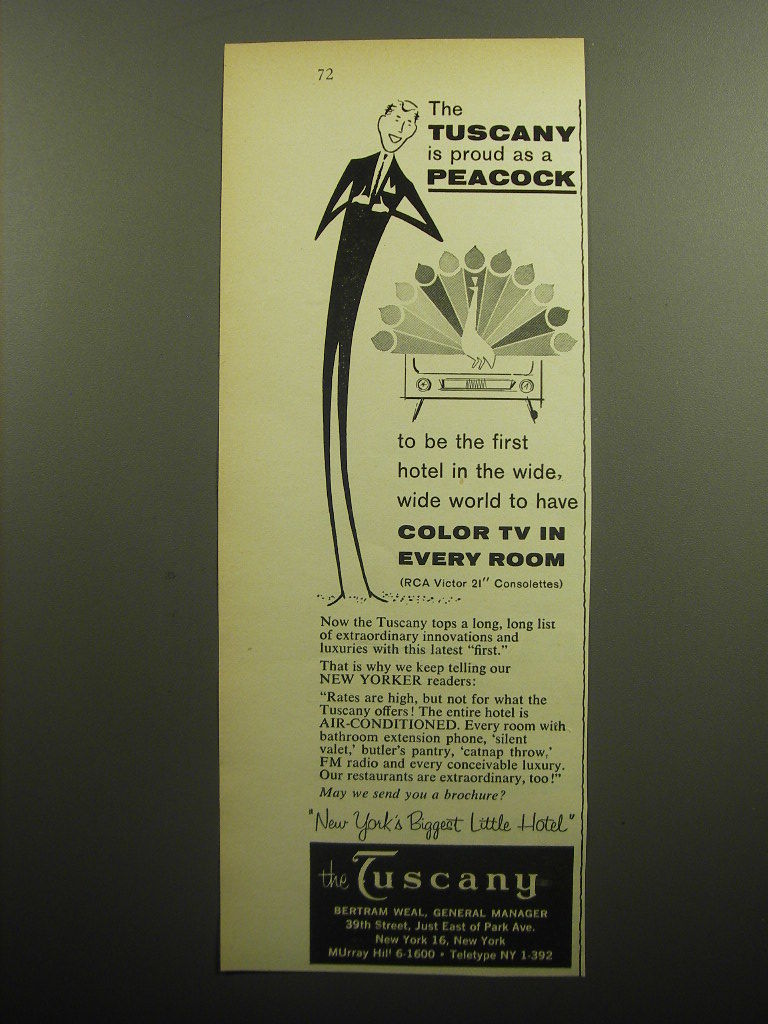 72
The
TUSCANY
is proud as a
PEACOCK
to be the first
hotel in the wide,
wide world to have
COLOR TV IN
EVERY ROOM
(RCA Victor 21" Consolettes)
Now the Tuscany tops a long, long list
of extraordinary innovations and
luxuries with this latest "first."
That is why we keep telling our
NEW YORKER readers:
"Rates are high, but not for what the
Tuscany offers! The entire hotel is
AIR-CONDITIONED. Every room with
bathroom extension phone, 'silent
valet,' butler's pantry, 'catnap throw,'
FM radio and every conceivable luxury.
Our restaurants are extraordinary, too!"
May we send you a brochure?
"New York's Biggest Little Hotel"
the Tuscany
BERTRAM WEAL, GENERAL MANAGER
39th Street, Just East of Park Ave.
New York 16, New York
MUrray Hill 6-1600 • Teletype NY 1-392